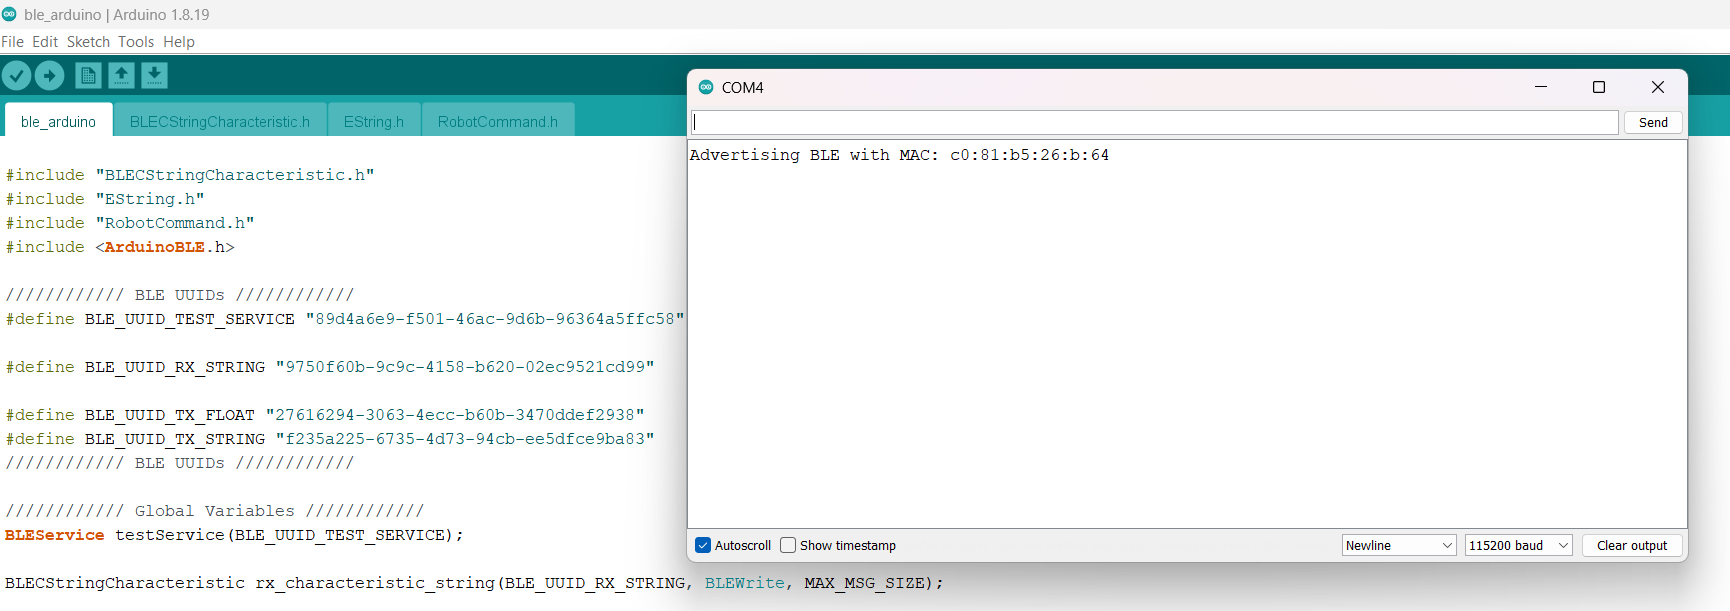 ble_arduino | Arduino 1.8.19
File Edit Sketch Tools Help
ble_arduino BLECStringCharacteristic.h EString.h RobotCommand.h
#include "BLECStringCharacteristic.h"
#include "EString.h"
#include "RobotCommand.h"
#include <ArduinoBLE.h>
//////////// BLE UUIDs ////////////
#define BLE_UUID_TEST_SERVICE "89d4a6e9-f501-46ac-9d6b-96364a5ffc58"
#define BLE_UUID_RX_STRING "9750f60b-9c9c-4158-b620-02ec9521cd99"
#define BLE_UUID_TX_FLOAT "27616294-3063-4ecc-b60b-3470ddef2938"
#define BLE_UUID_TX_STRING "f235a225-6735-4d73-94cb-ee5dfce9ba83"
//////////// BLE UUIDs ////////////
//////////// Global Variables ////////////
BLEService testService(BLE_UUID_TEST_SERVICE);
BLECStringCharacteristic rx_characteristic_string(BLE_UUID_RX_STRING, BLEWrite, MAX_MSG_SIZE);
COM4
Send
Advertising BLE with MAC: c0:81:b5:26:b:64
Autoscroll Show timestamp Newline 115200 baud Clear output